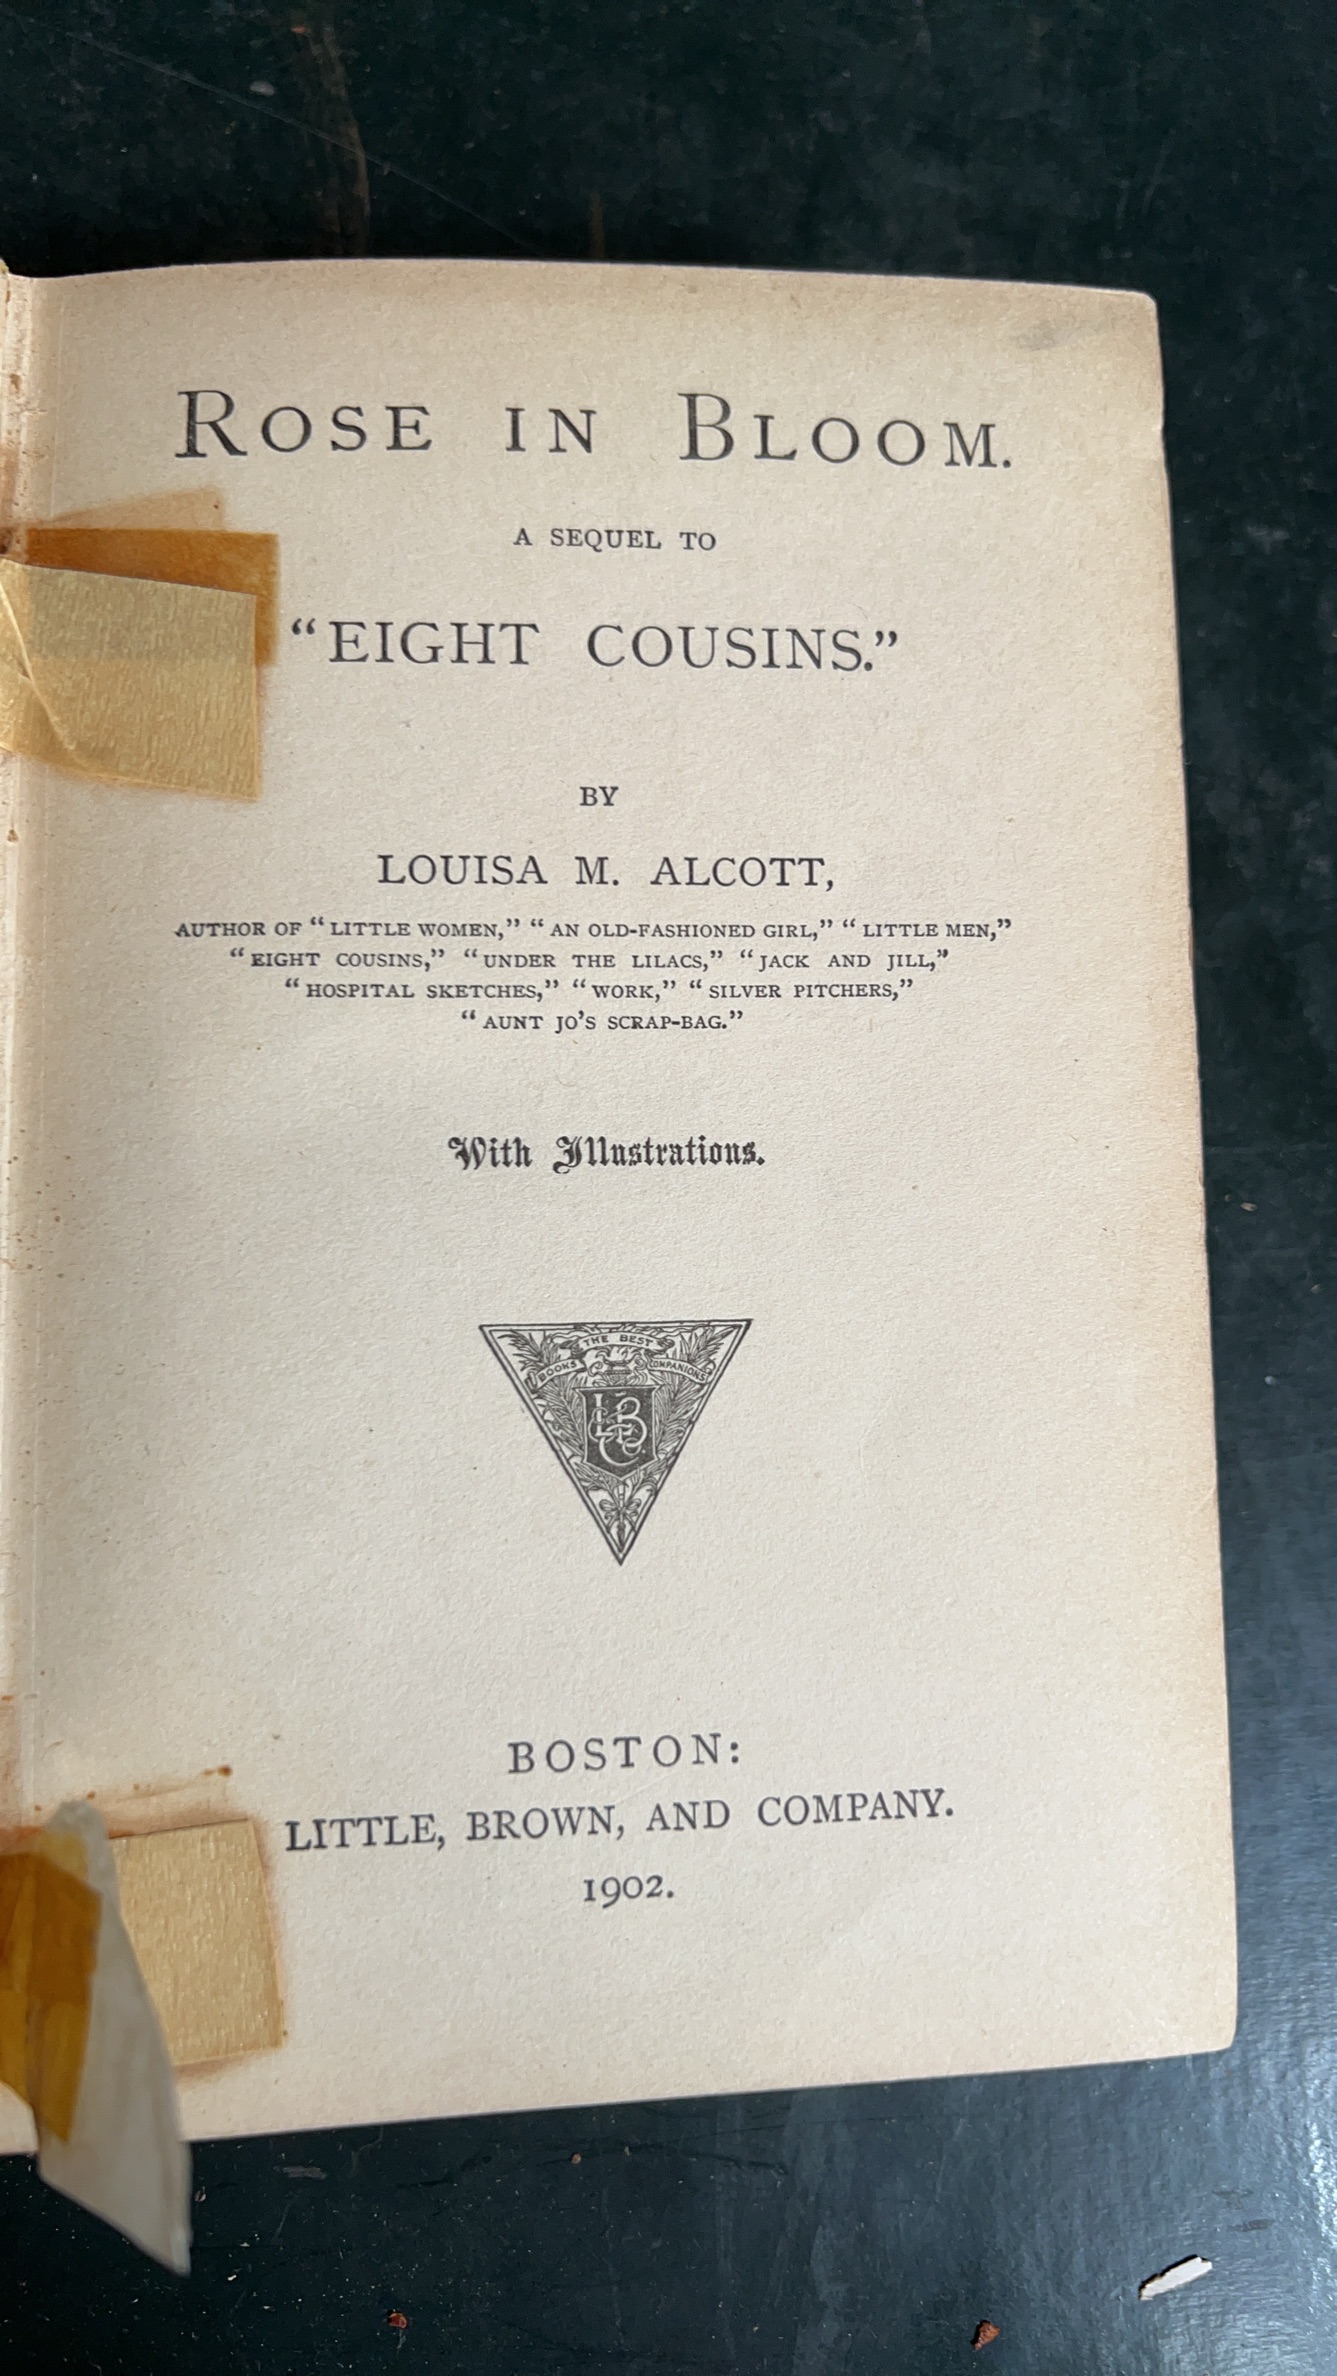 ROSE IN BLOOM.
A SEQUEL TO
“EIGHT COUSINS.”
BY
LOUISA M. ALCOTT,
AUTHOR OF “LITTLE WOMEN,” “AN OLD-FASHIONED GIRL,” “LITTLE MEN,”
“EIGHT COUSINS,” “UNDER THE LILACS,” “JACK AND JILL,”
“HOSPITAL SKETCHES,” “WORK,” “SILVER PITCHERS,”
“AUNT JO’S SCRAP-BAG.”
With Illustrations.
THE BEST
BOOKS COMPANIONS
LB&Co
BOSTON:
LITTLE, BROWN, AND COMPANY.
1902.